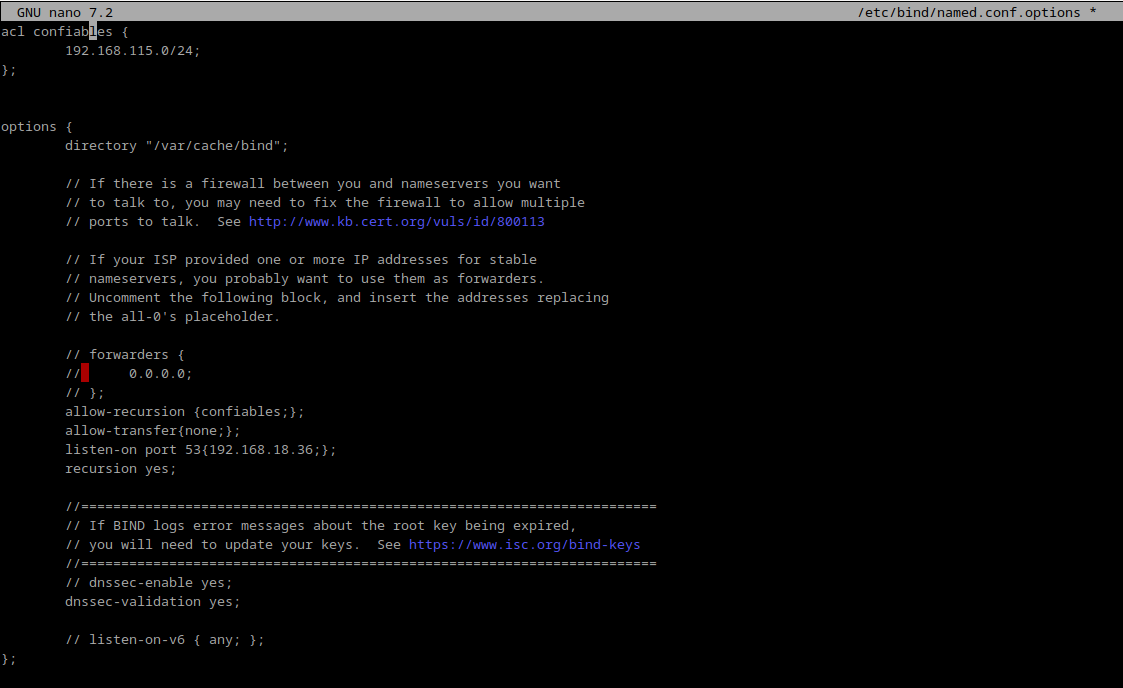 GNU nano 7.2 /etc/bind/named.conf.options *
acl confiables {
192.168.115.0/24;
};
options {
directory "/var/cache/bind";
// If there is a firewall between you and nameservers you want
// to talk to, you may need to fix the firewall to allow multiple
// ports to talk.  See http://www.kb.cert.org/vuls/id/800113
// If your ISP provided one or more IP addresses for stable
// nameservers, you probably want to use them as forwarders.
// Uncomment the following block, and insert the addresses replacing
// the all-0's placeholder.
// forwarders {
//      0.0.0.0;
// };
allow-recursion {confiables;};
allow-transfer{none;};
listen-on port 53{192.168.18.36;};
recursion yes;
//========================================================================
// If BIND logs error messages about the root key being expired,
// you will need to update your keys.  See https://www.isc.org/bind-keys
//========================================================================
// dnssec-enable yes;
dnssec-validation yes;
// listen-on-v6 { any; };
};